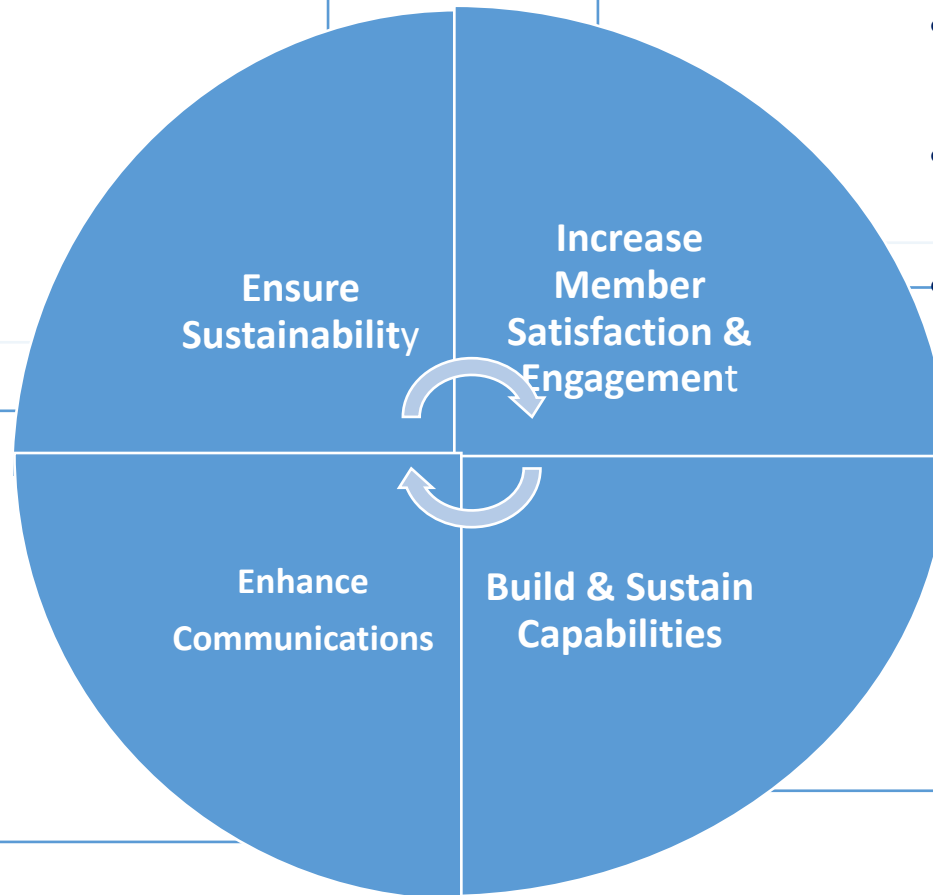 Ensure
Sustainability
Increase
Member
Satisfaction &
Engagement
Enhance
Communications
Build & Sustain
Capabilities